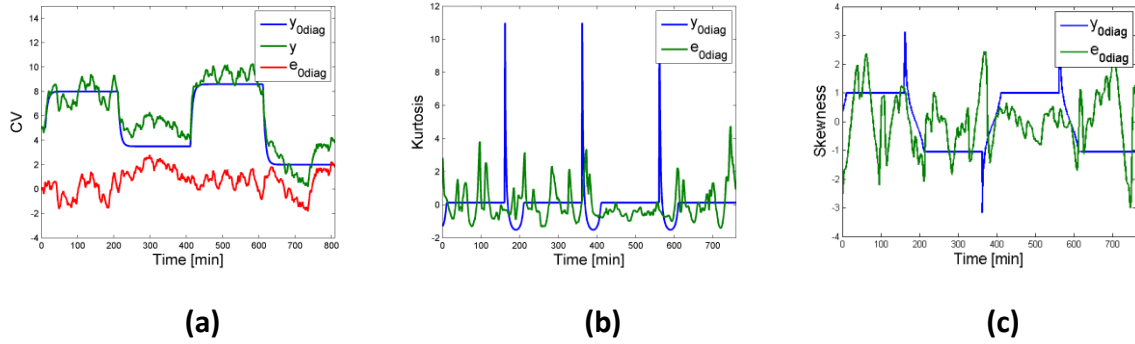 14
12
10
8
6
4
2
0
-2
-4
CV
0 100 200 300 400 500 600 700 800
Time [min]
y0diag
y
e0diag
(a)
12
10
8
6
4
2
0
-2
Kurtosis
0 100 200 300 400 500 600 700
Time [min]
y0diag
e0diag
(b)
4
3
2
1
0
-1
-2
-3
-4
Skewness
0 100 200 300 400 500 600 700
Time [min]
y0diag
e0diag
(c)